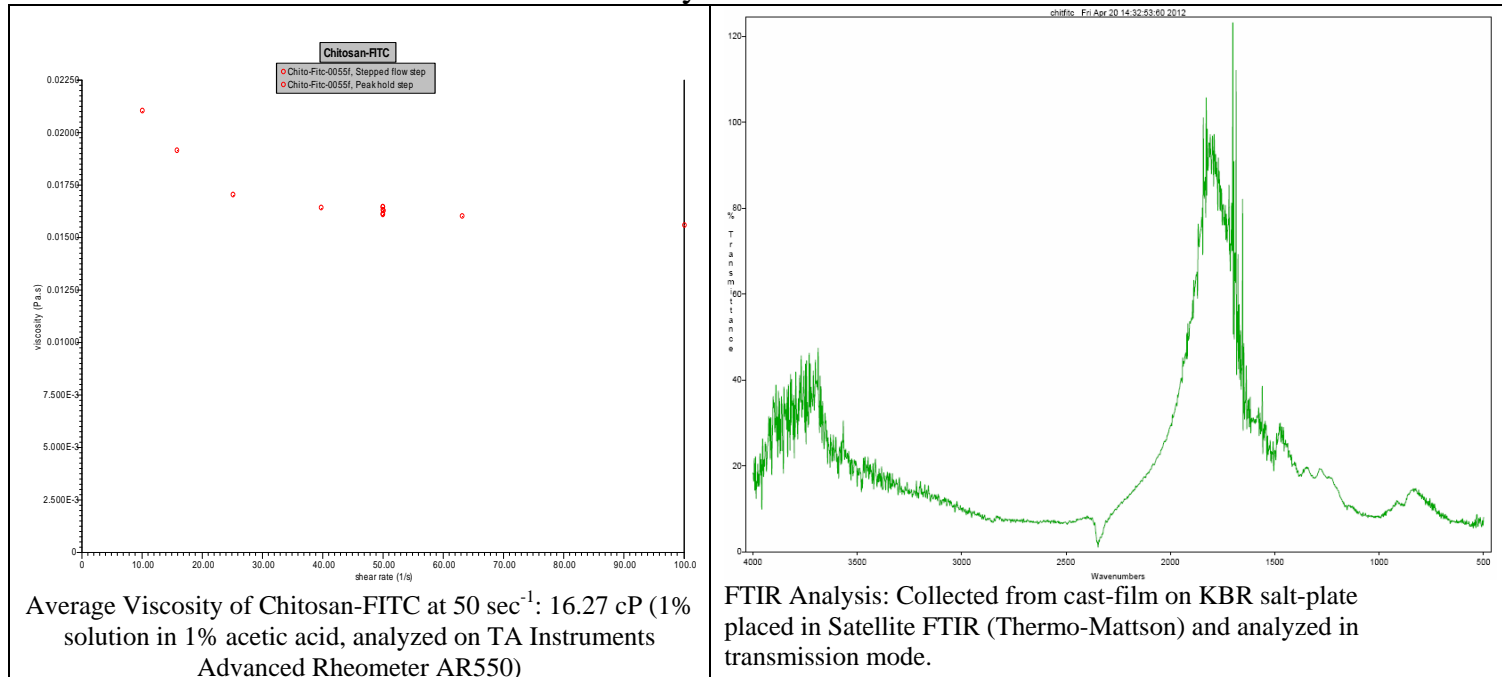 Chitosan-FITC
Chito-Fitc-0055f, Stepped flow step
Chito-Fitc-0055f, Peak hold step
0.02250
0.02000
0.01750
0.01500
0.01250
0.01000
7.500E-3
5.000E-3
2.500E-3
0
viscosity (Pa.s)
0 10.00 20.00 30.00 40.00 50.00 60.00 70.00 80.00 90.00 100.0
shear rate (1/s)
Average Viscosity of Chitosan-FITC at 50 sec⁻¹: 16.27 cP (1%
solution in 1% acetic acid, analyzed on TA Instruments
Advanced Rheometer AR550)
chitfitc Fri Apr 20 14:32:53:60 2012
120
100
80
60
40
20
0
% Transmittance
4000 3500 3000 2500 2000 1500 1000 500
Wavenumbers
FTIR Analysis: Collected from cast-film on KBR salt-plate
placed in Satellite FTIR (Thermo-Mattson) and analyzed in
transmission mode.